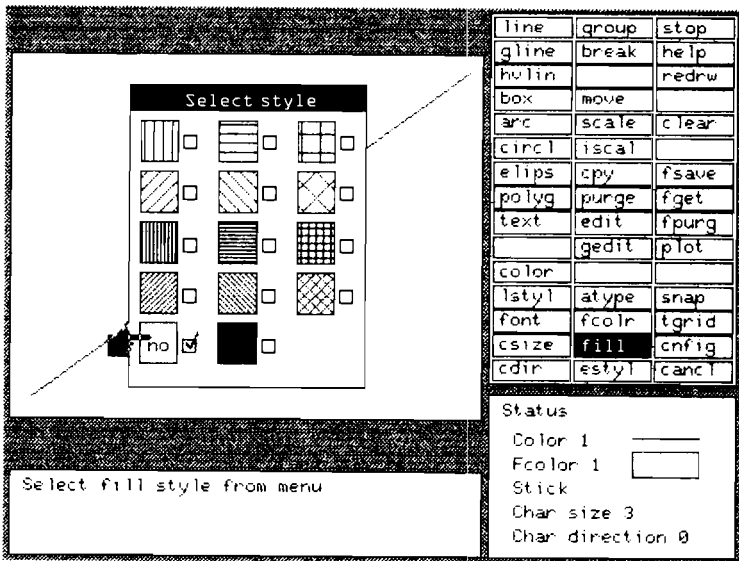 Select style
no
Select fill style from menu
line group stop
gline break help
hvlin redrw
box move
arc scale clear
circl iscal
elips cpy fsave
polyg purge fget
text edit fpurg
gedit plot
color
lstyl atype snap
font fcolr tgrid
csize fill cnfig
cdir estyl cancl
Status
Color 1
Fcolor 1
Stick
Char size 3
Char direction 0